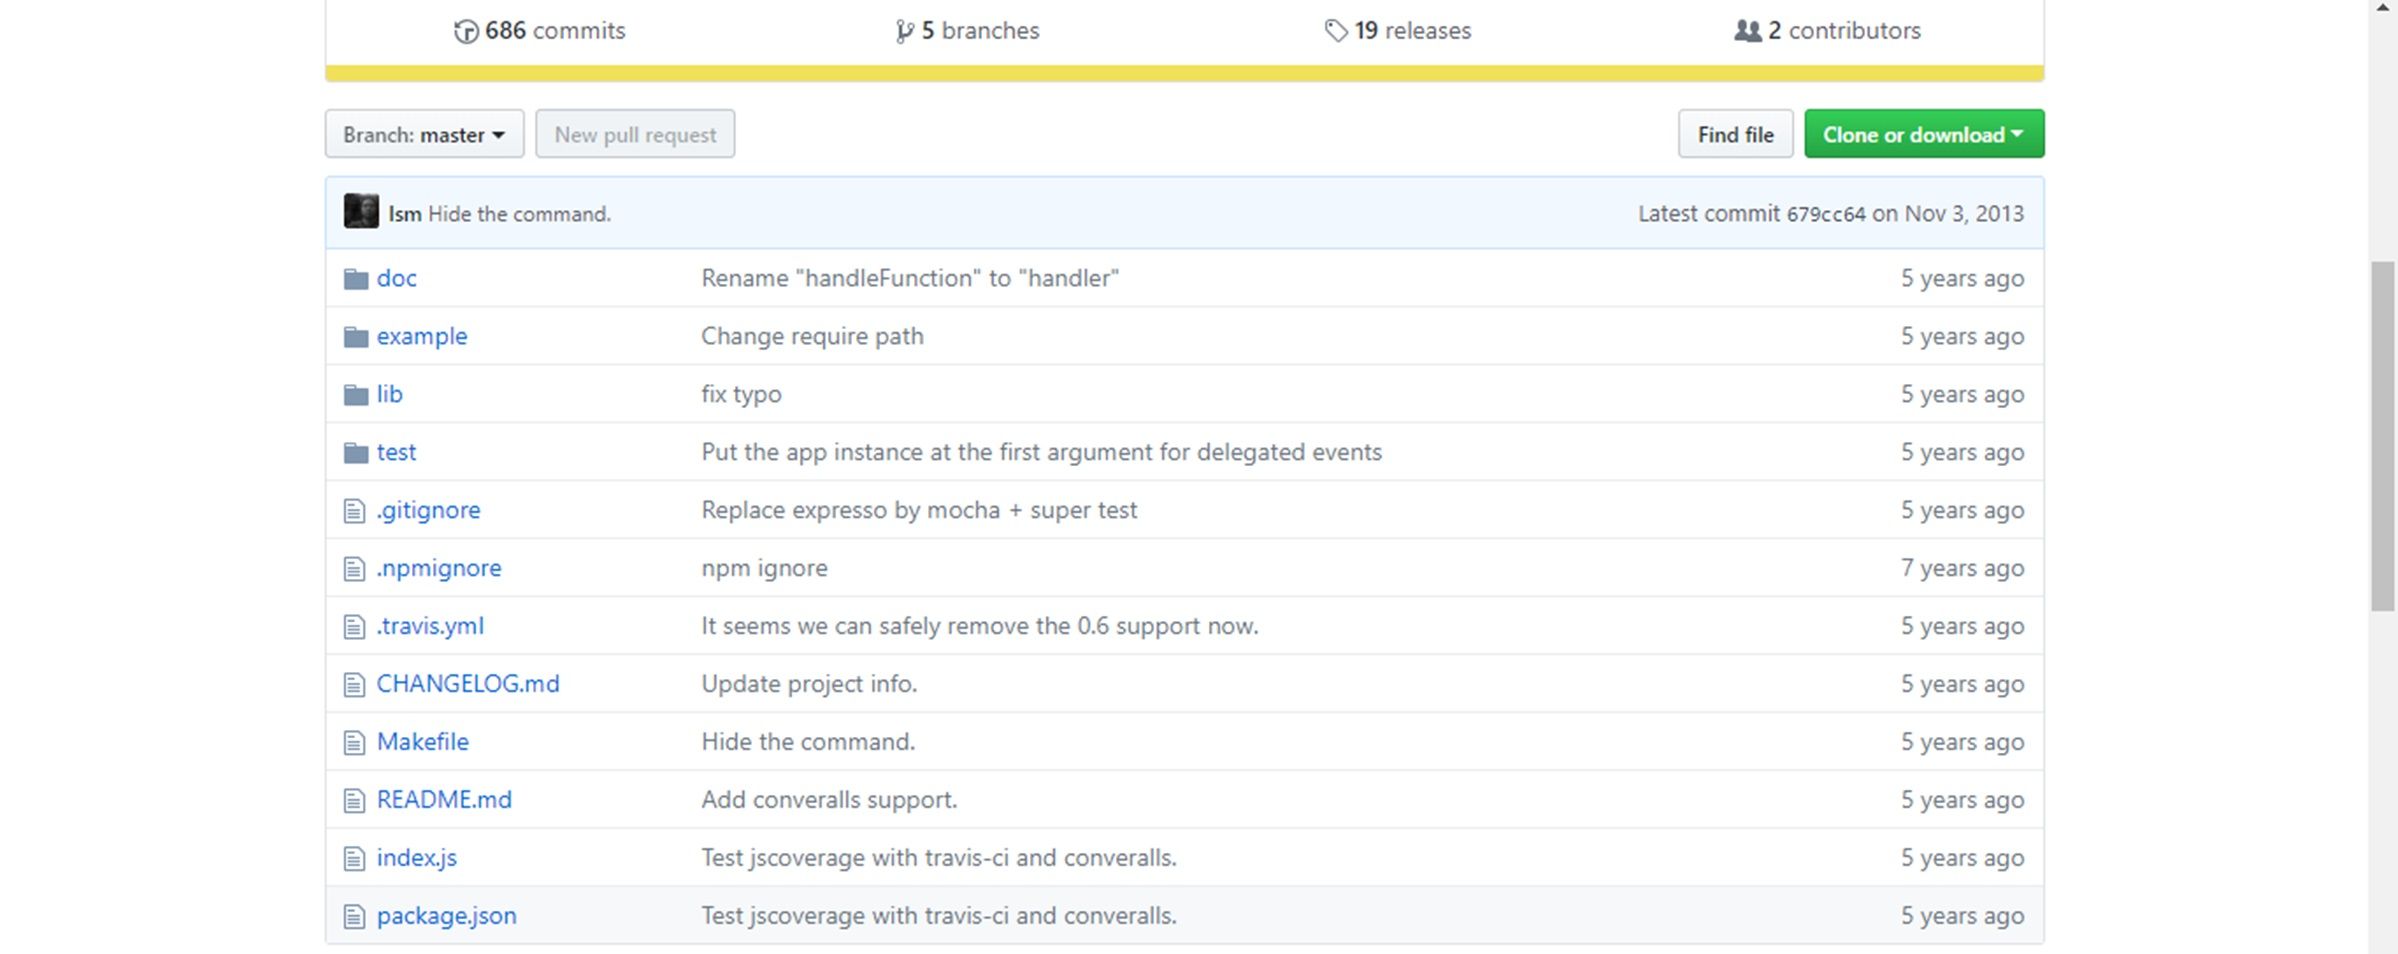 686 commits 5 branches 19 releases 2 contributors
Branch: master New pull request Find file Clone or download
lsm Hide the command. Latest commit 679cc64 on Nov 3, 2013
doc Rename "handleFunction" to "handler" 5 years ago
example Change require path 5 years ago
lib fix typo 5 years ago
test Put the app instance at the first argument for delegated events 5 years ago
.gitignore Replace expresso by mocha + super test 5 years ago
.npmignore npm ignore 7 years ago
.travis.yml It seems we can safely remove the 0.6 support now. 5 years ago
CHANGELOG.md Update project info. 5 years ago
Makefile Hide the command. 5 years ago
README.md Add converalls support. 5 years ago
index.js Test jscoverage with travis-ci and converalls. 5 years ago
package.json Test jscoverage with travis-ci and converalls. 5 years ago